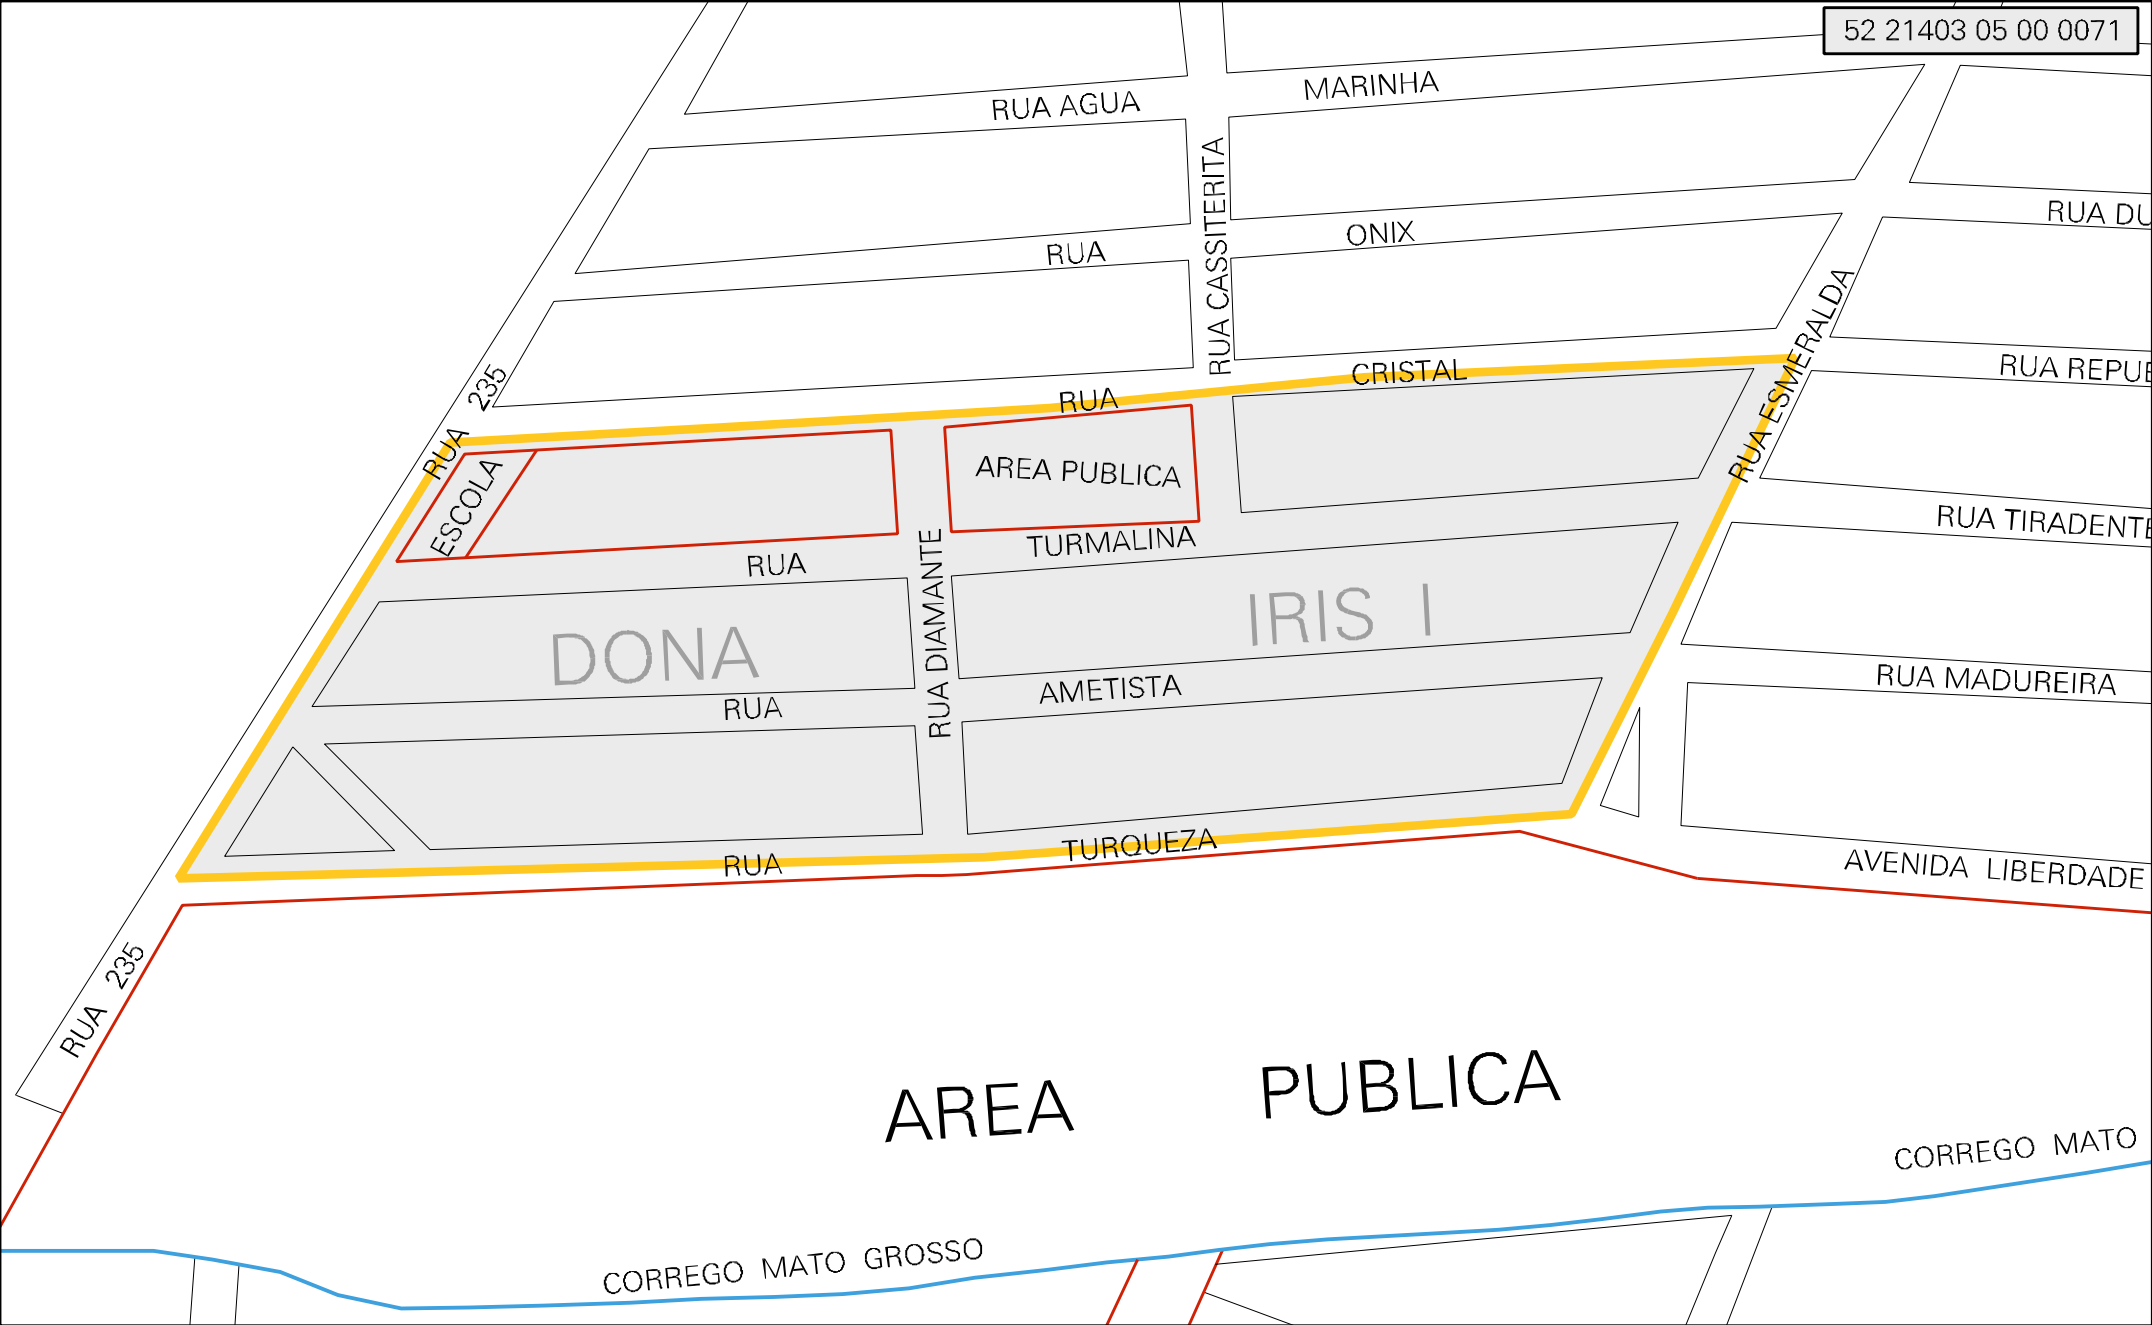 52 21403 05 00 0071
RUA AGUA MARINHA
RUA CASSITERITA
RUA DU
RUA ONIX
RUA ESMERALDA
RUA REPUE
RUA 235
RUA CRISTAL
ESCOLA
AREA PUBLICA
RUA TIRADENTE
RUA TURMALINA
RUA DIAMANTE
DONA IRIS I
RUA AMETISTA
RUA MADUREIRA
RUA TURQUEZA
AVENIDA LIBERDADE
RUA 235
AREA PUBLICA
CORREGO MATO
CORREGO MATO GROSSO